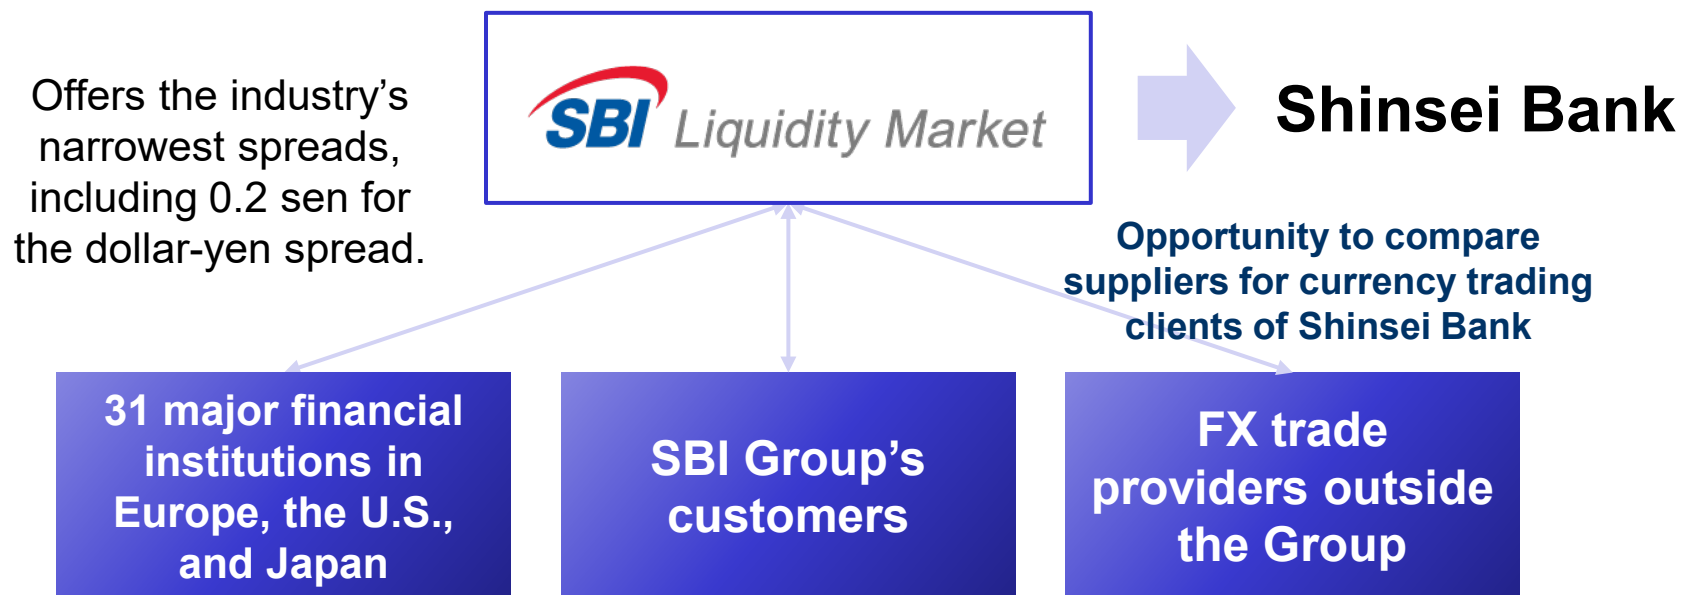 Offers the industry’s
narrowest spreads,
including 0.2 sen for
the dollar-yen spread.
SBI Liquidity Market
Shinsei Bank
Opportunity to compare
suppliers for currency trading
clients of Shinsei Bank
31 major financial
institutions in
Europe, the U.S.,
and Japan
SBI Group’s
customers
FX trade
providers outside
the Group